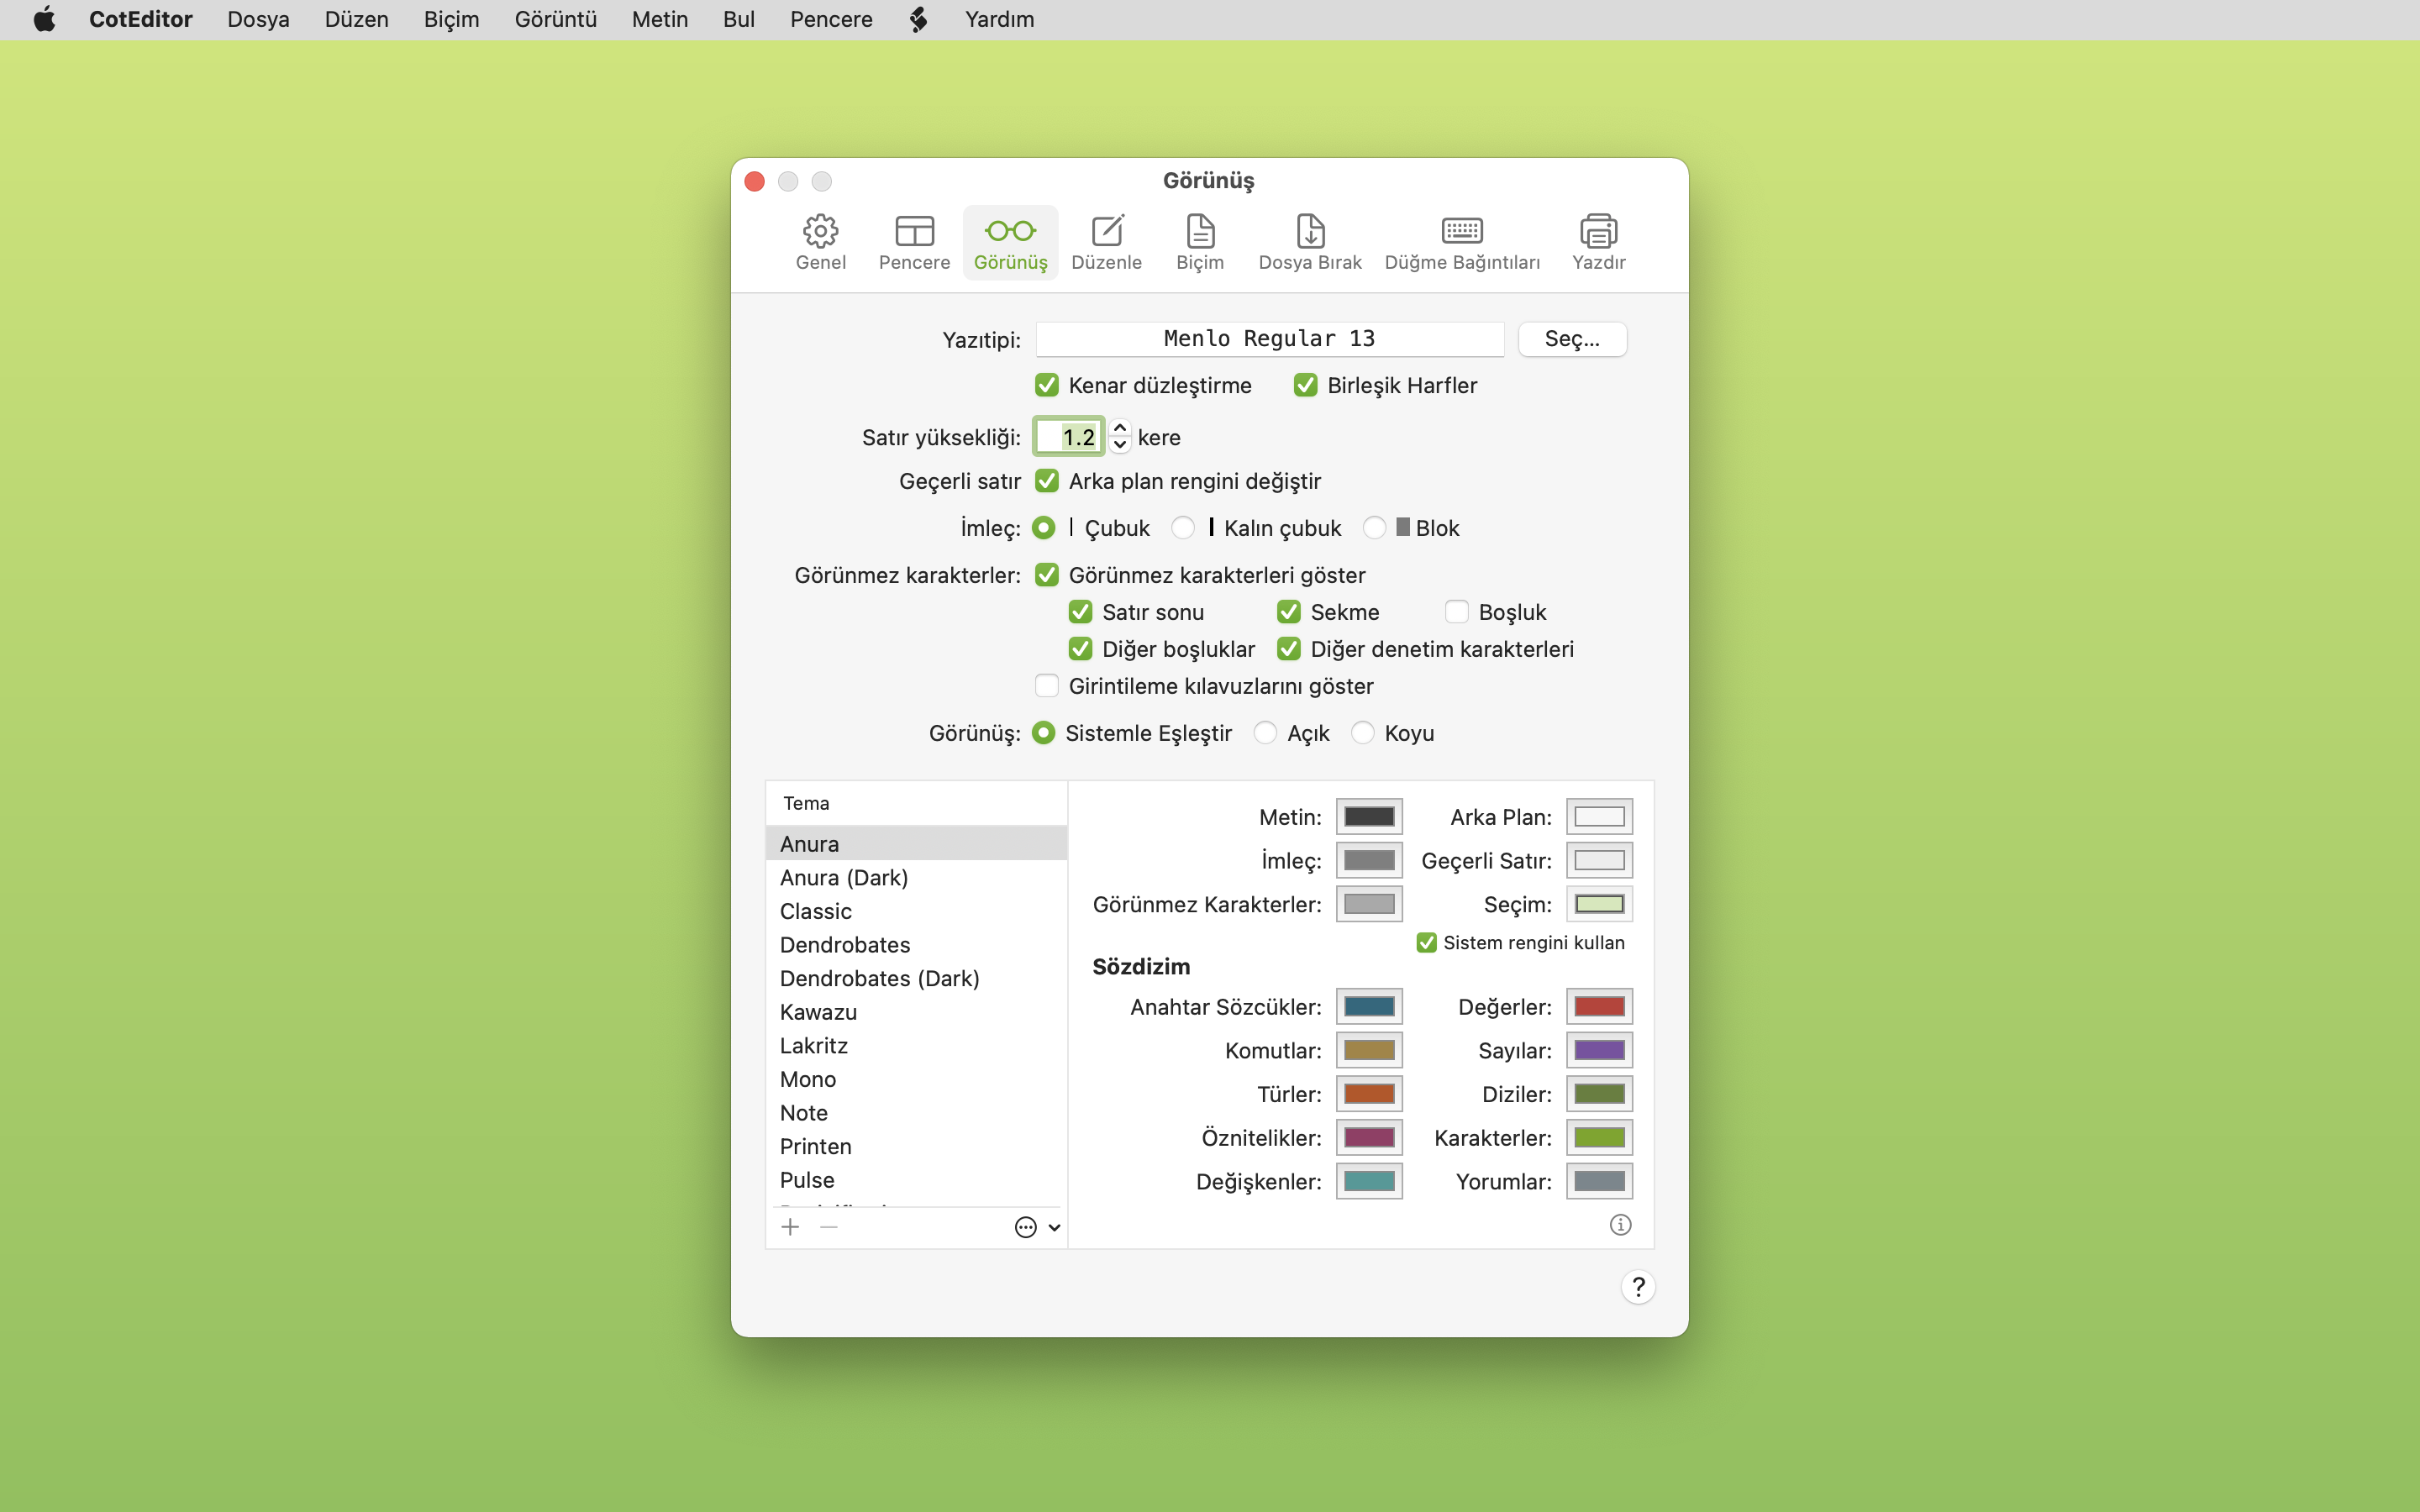 CotEditor Dosya Düzen Biçim Görüntü Metin Bul Pencere Yardım
Görünüş
Genel Pencere Görünüş Düzenle Biçim Dosya Bırak Düğme Bağıntıları Yazdır
Yazıtipi: Menlo Regular 13 Seç...
Kenar düzleştirme Birleşik Harfler
Satır yüksekliği: 1.2 kere
Geçerli satır Arka plan rengini değiştir
İmleç: Çubuk Kalın çubuk Blok
Görünmez karakterler: Görünmez karakterleri göster
Satır sonu Sekme Boşluk
Diğer boşluklar Diğer denetim karakterleri
Girintileme kılavuzlarını göster
Görünüş: Sistemle Eşleştir Açık Koyu
Tema
Anura
Anura (Dark)
Classic
Dendrobates
Dendrobates (Dark)
Kawazu
Lakritz
Mono
Note
Printen
Pulse
Metin: Arka Plan:
İmleç: Geçerli Satır:
Görünmez Karakterler: Seçim:
Sistem rengini kullan
Sözdizim
Anahtar Sözcükler: Değerler:
Komutlar: Sayılar:
Türler: Diziler:
Öznitelikler: Karakterler:
Değişkenler: Yorumlar:
?